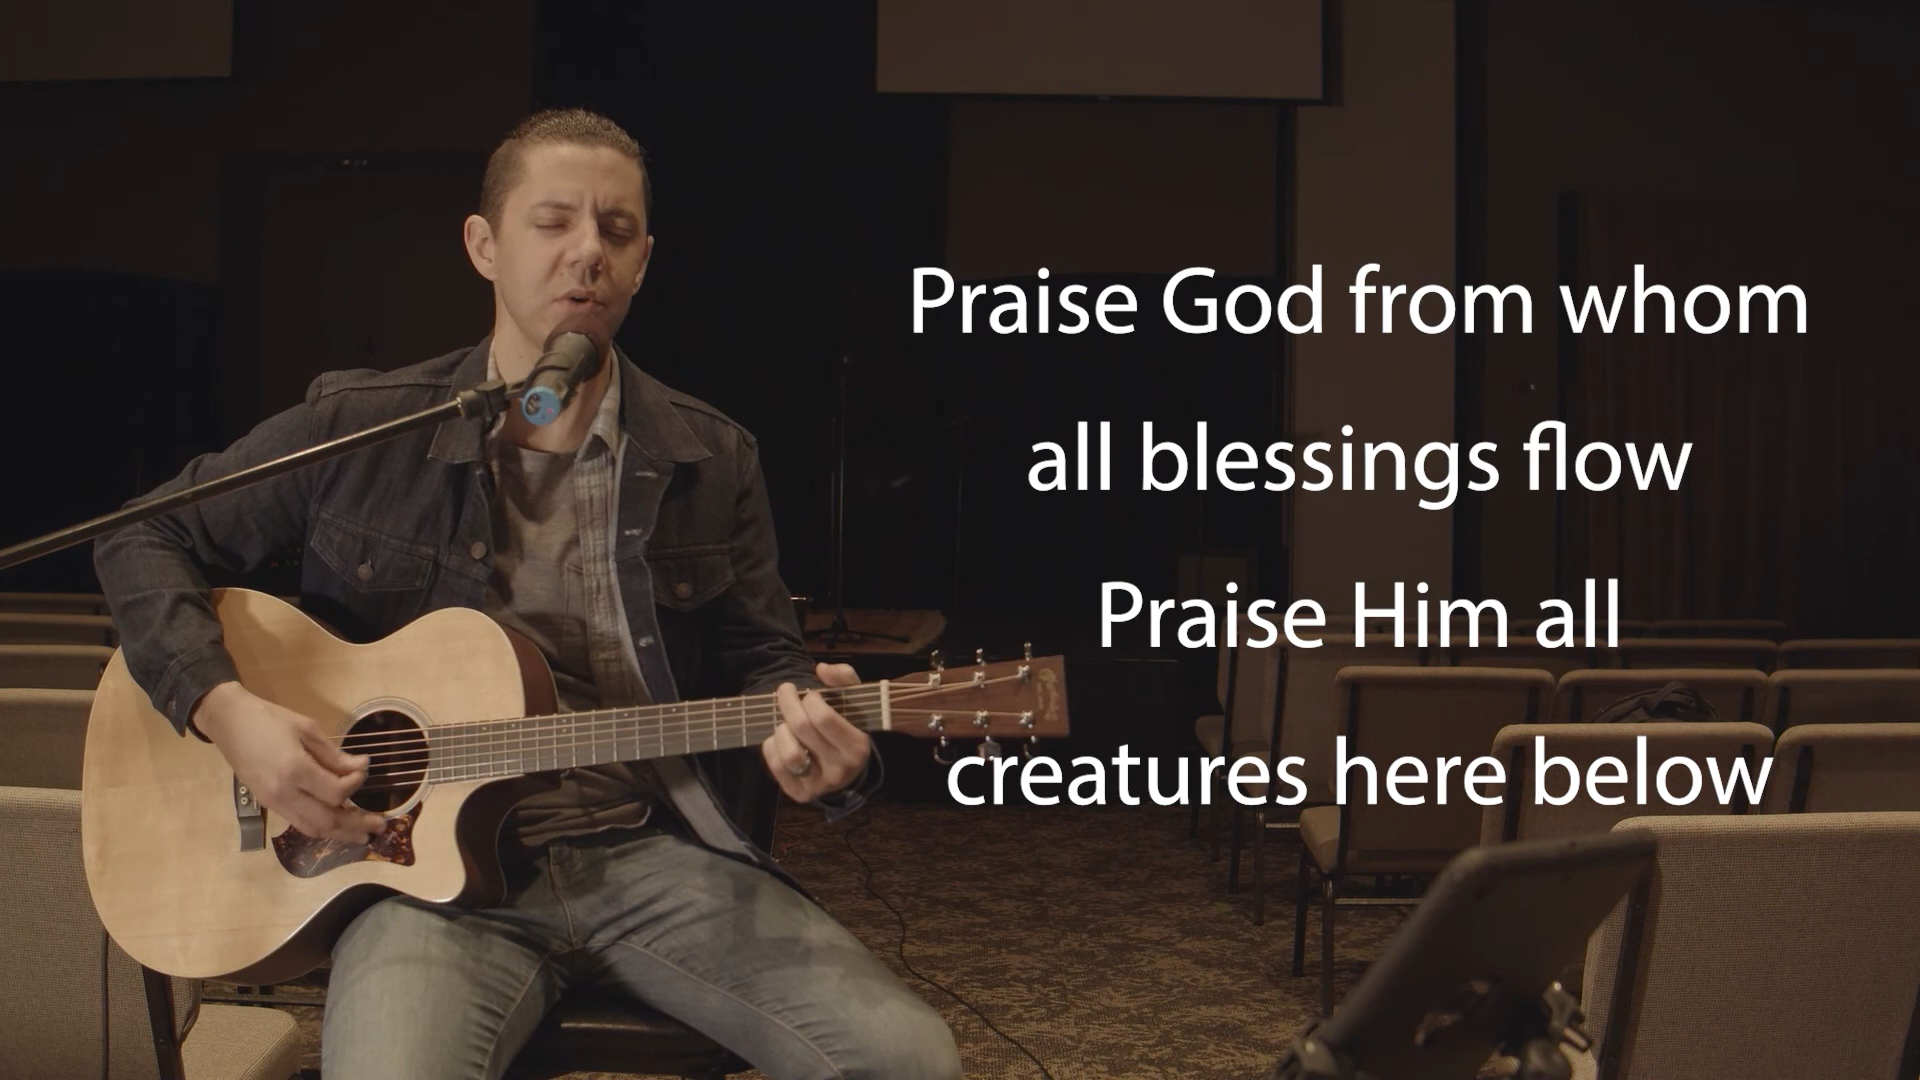 Praise God from whom
all blessings flow
Praise Him all
creatures here below